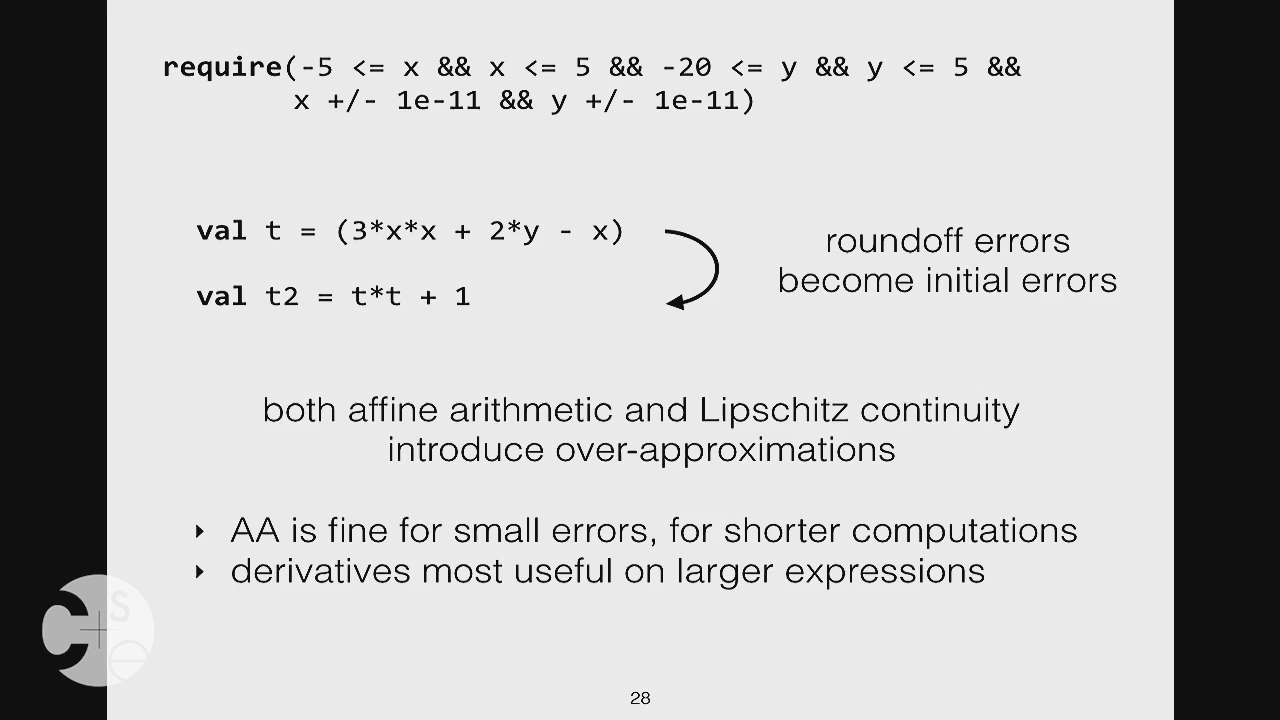 require(-5 <= x && x <= 5 && -20 <= y && y <= 5 &&
x +/- 1e-11 && y +/- 1e-11)
val t = (3*x*x + 2*y - x)
val t2 = t*t + 1
roundoff errors
become initial errors
both affine arithmetic and Lipschitz continuity
introduce over-approximations
‣ AA is fine for small errors, for shorter computations
‣ derivatives most useful on larger expressions
C+se
28